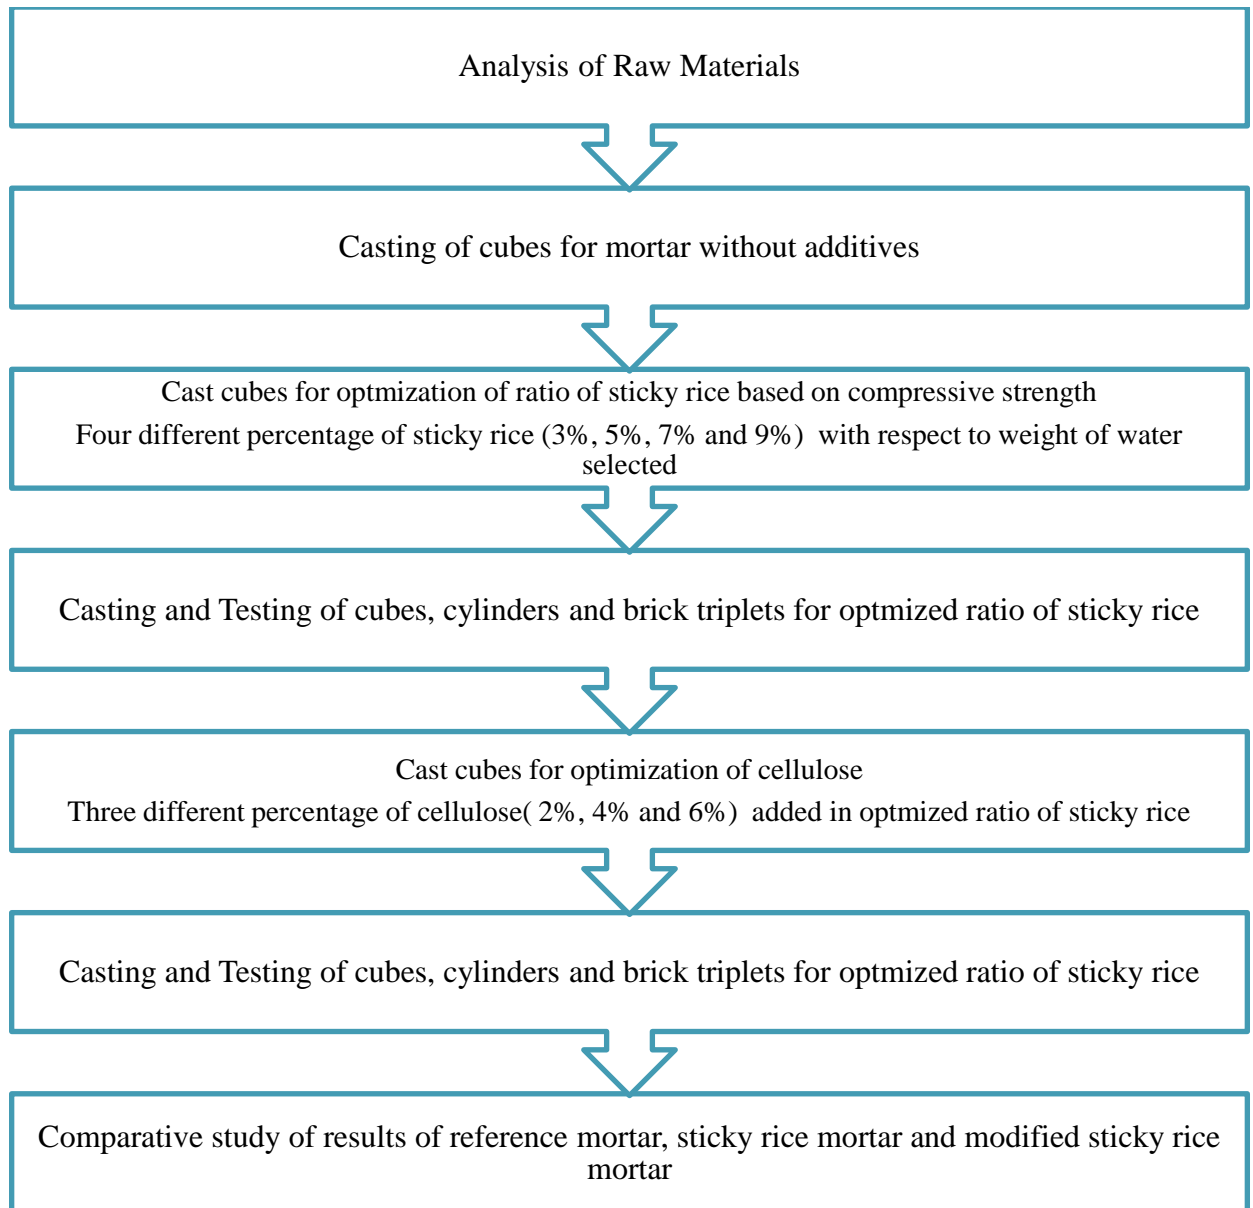 Analysis of Raw Materials
Casting of cubes for mortar without additives
Cast cubes for optmization of ratio of sticky rice based on compressive strength
Four different percentage of sticky rice (3%, 5%, 7% and 9%) with respect to weight of water
selected
Casting and Testing of cubes, cylinders and brick triplets for optmized ratio of sticky rice
Cast cubes for optimization of cellulose
Three different percentage of cellulose( 2%, 4% and 6%) added in optmized ratio of sticky rice
Casting and Testing of cubes, cylinders and brick triplets for optmized ratio of sticky rice
Comparative study of results of reference mortar, sticky rice mortar and modified sticky rice
mortar